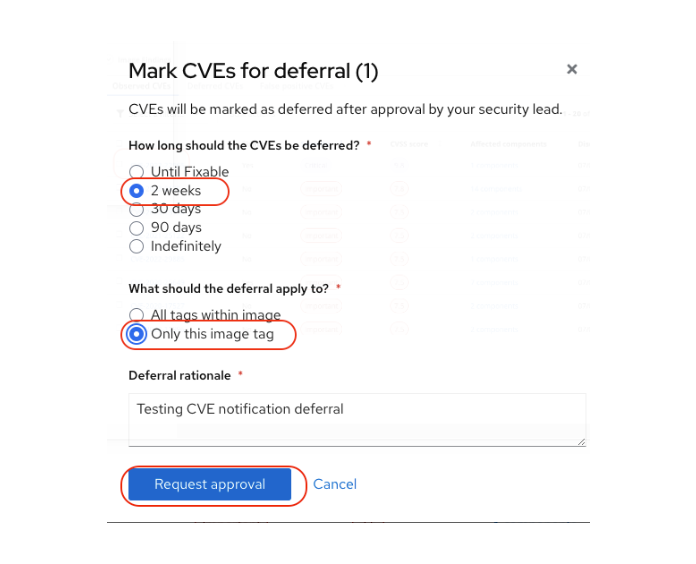 Mark CVEs for deferral (1)
CVEs will be marked as deferred after approval by your security lead.
How long should the CVEs be deferred? *
Until Fixable
2 weeks
30 days
90 days
Indefinitely
What should the deferral apply to? *
All tags within image
Only this image tag
Deferral rationale *
Testing CVE notification deferral
Request approval Cancel